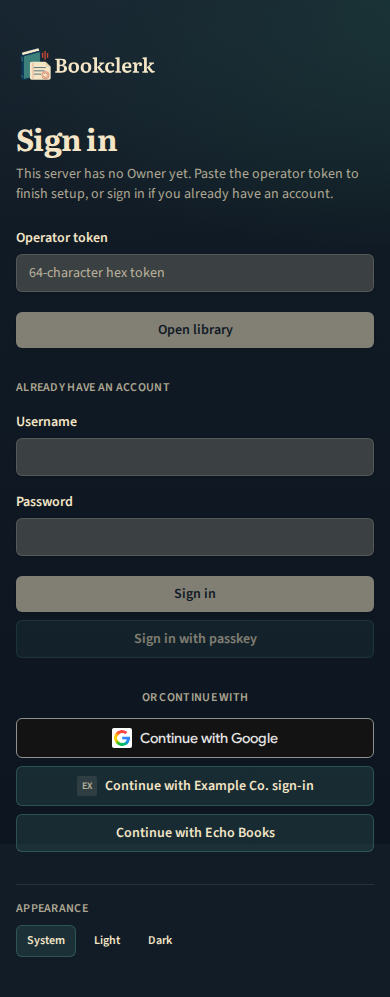 Bookclerk
Sign in
This server has no Owner yet. Paste the operator token to
finish setup, or sign in if you already have an account.
Operator token
64-character hex token
Open library
ALREADY HAVE AN ACCOUNT
Username
Password
Sign in
Sign in with passkey
OR CONTINUE WITH
Continue with Google
EX Continue with Example Co. sign-in
Continue with Echo Books
APPEARANCE
System Light Dark